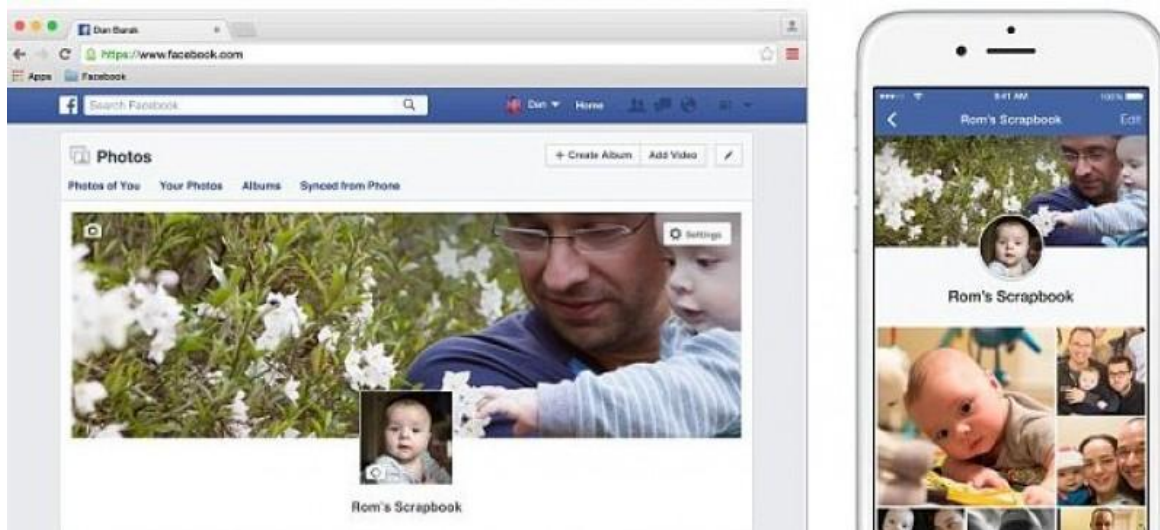 Dan Barak
https://www.facebook.com
Apps Facebook
f Search Facebook Dan Home
Photos
+ Create Album Add Video
Photos of You Your Photos Albums Synced from Phone
Settings
Rom's Scrapbook
9:41 AM 100%
Rom's Scrapbook Edit
Rom's Scrapbook